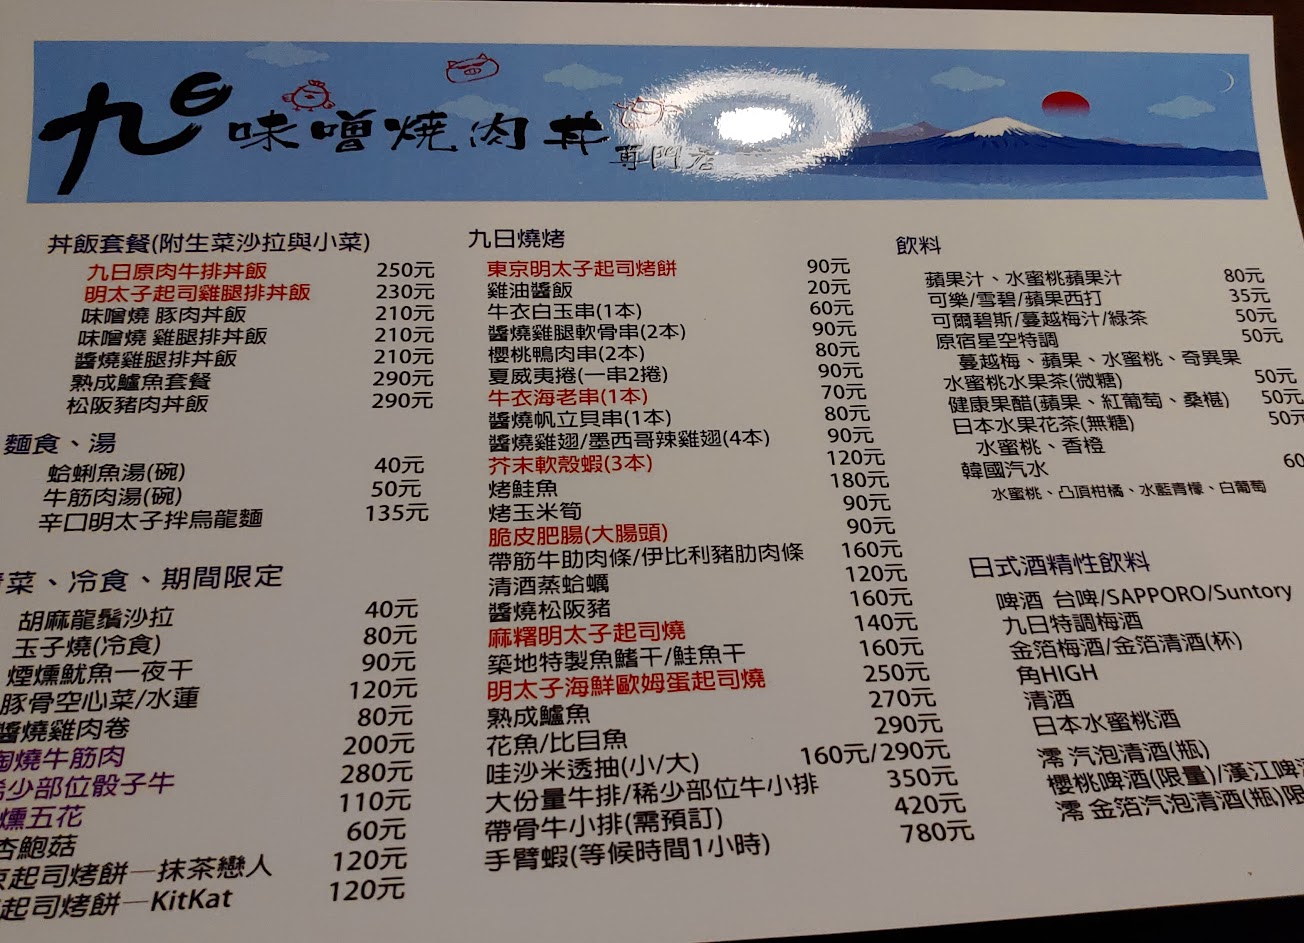 九日味噌燒肉丼
專門店
丼飯套餐(附生菜沙拉與小菜)
九日原肉牛排丼飯 250元
明太子起司雞腿排丼飯 230元
味噌燒 豚肉丼飯 210元
味噌燒 雞腿排丼飯 210元
醬燒雞腿排丼飯 210元
熟成鱸魚套餐 290元
松阪豬肉丼飯 290元
麵食、湯
蛤蜊魚湯(碗) 40元
牛筋肉湯(碗) 50元
辛口明太子拌烏龍麵 135元
菜、冷食、期間限定
胡麻龍鬚沙拉 40元
玉子燒(冷食) 80元
煙燻魷魚一夜干 90元
豚骨空心菜/水蓮 120元
醬燒雞肉卷 80元
燒牛筋肉 200元
稀少部位骰子牛 280元
燻五花 110元
杏鮑菇 60元
起司烤餅—抹茶戀人 120元
起司烤餅—KitKat 120元
九日燒烤
東京明太子起司烤餅 90元
雞油醬飯 20元
牛衣白玉串(1本) 60元
醬燒雞腿軟骨串(2本) 90元
櫻桃鴨肉串(2本) 80元
夏威夷捲(一串2捲) 90元
牛衣海老串(1本) 70元
醬燒帆立貝串(1本) 80元
醬燒雞翅/墨西哥辣雞翅(4本) 90元
芥末軟殼蝦(3本) 120元
烤鮭魚 180元
烤玉米筍 90元
脆皮肥腸(大腸頭) 90元
帶筋牛肋肉條/伊比利豬肋肉條 160元
清酒蒸蛤蠣 120元
醬燒松阪豬 160元
麻糬明太子起司燒 140元
築地特製魚鰭干/鮭魚干 160元
明太子海鮮歐姆蛋起司燒 250元
熟成鱸魚 270元
花魚/比目魚 290元
哇沙米透抽(小/大) 160元/290元
大份量牛排/稀少部位牛小排 350元
帶骨牛小排(需預訂) 420元
手臂蝦(等候時間1小時) 780元
飲料
蘋果汁、水蜜桃蘋果汁 80元
可樂/雪碧/蘋果西打 35元
可爾碧斯/蔓越梅汁/綠茶 50元
原宿星空特調 50元
蔓越梅、蘋果、水蜜桃、奇異果
水蜜桃水果茶(微糖) 50元
健康果醋(蘋果、紅葡萄、桑椹) 50元
日本水果花茶(無糖) 50元
水蜜桃、香橙
韓國汽水 60
水蜜桃、凸頂柑橘、水藍青檬、白葡萄
日式酒精性飲料
啤酒 台啤/SAPPORO/Suntory
九日特調梅酒
金箔梅酒/金箔清酒(杯)
角HIGH
清酒
日本水蜜桃酒
澪 汽泡清酒(瓶)
櫻桃啤酒(限量)/漢江啤酒
澪 金箔汽泡清酒(瓶)限